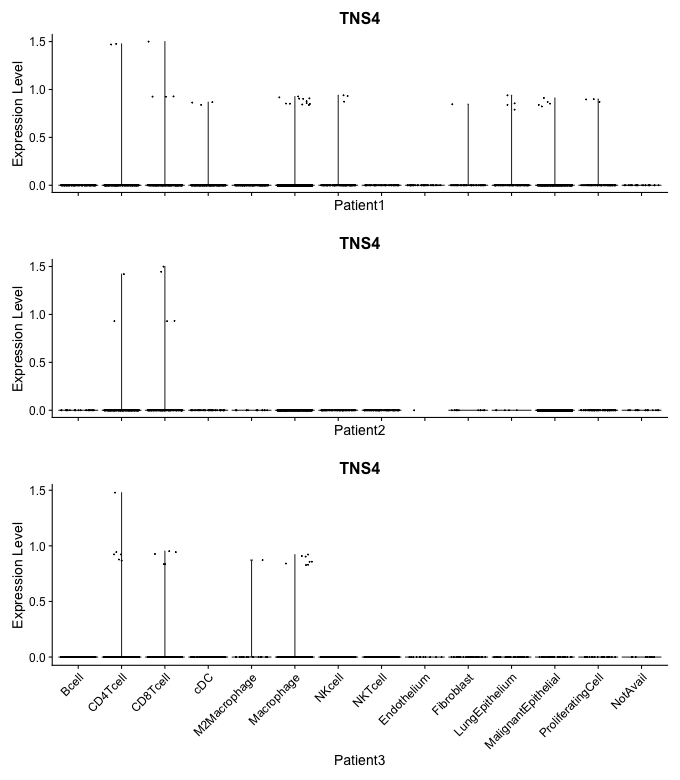 TNS4
Expression Level
1.5
1.0
0.5
0.0
Patient1
TNS4
Expression Level
1.5
1.0
0.5
0.0
Patient2
TNS4
Expression Level
1.5
1.0
0.5
0.0
Bcell
CD4Tcell
CD8Tcell
cDC
M2Macrophage
Macrophage
NKcell
NKTcell
Endothelium
Fibroblast
LungEpithelium
MalignantEpithelial
ProliferatingCell
NotAvail
Patient3